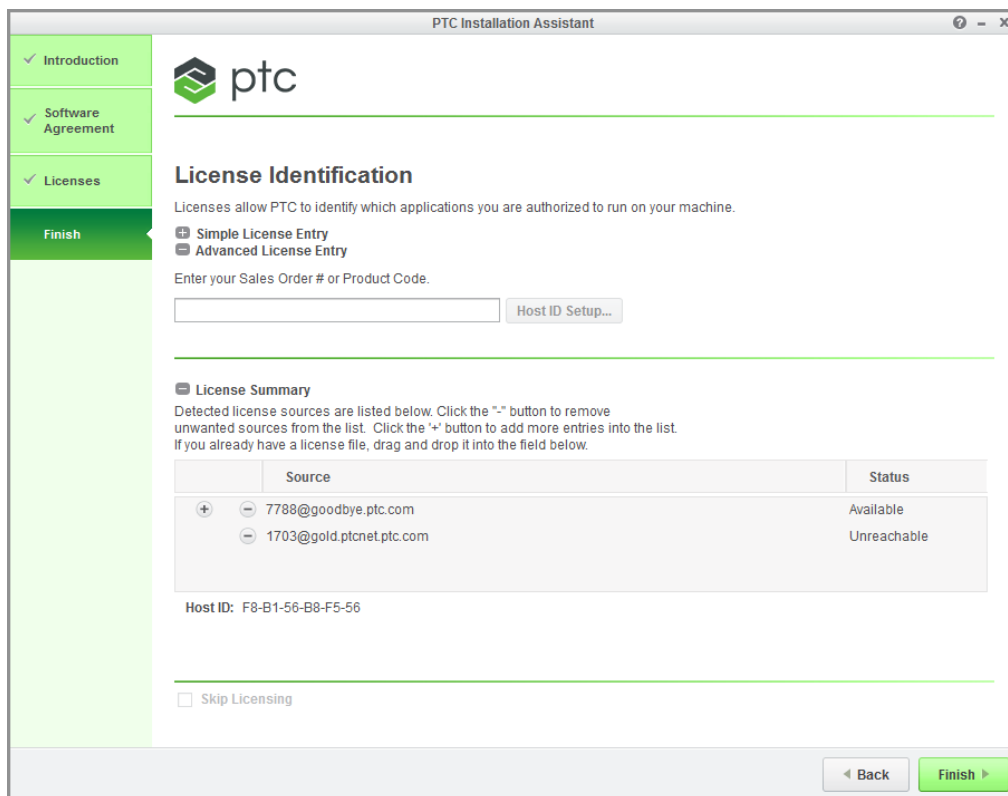 PTC Installation Assistant
Introduction
Software
Agreement
Licenses
Finish
ptc
License Identification
Licenses allow PTC to identify which applications you are authorized to run on your machine.
Simple License Entry
Advanced License Entry
Enter your Sales Order # or Product Code.
Host ID Setup...
License Summary
Detected license sources are listed below. Click the "-" button to remove
unwanted sources from the list. Click the '+' button to add more entries into the list.
If you already have a license file, drag and drop it into the field below.
Source Status
7788@goodbye.ptc.com Available
1703@gold.ptcnet.ptc.com Unreachable
Host ID: F8-B1-56-B8-F5-56
Skip Licensing
Back Finish